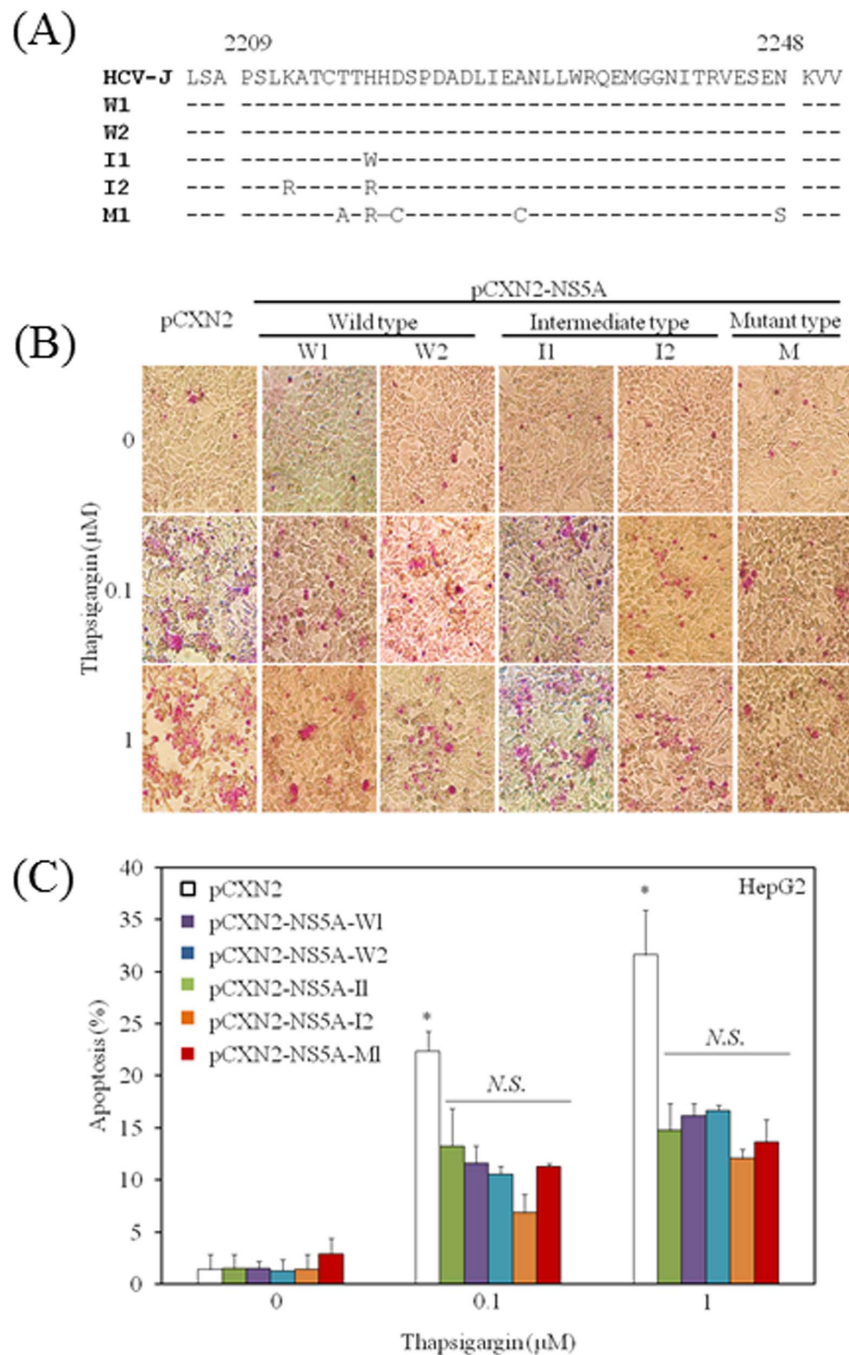 (A)
2209 2248
HCV-J LSA PSLKATCTTHHDSPDADLIEANLLWRQEMGGNITRVESEN KVV
W1 --- ---------------------------------------- ---
W2 --- ---------------------------------------- ---
I1 --- ---------W------------------------------ ---
I2 --- ---R-----R------------------------------ ---
M1 --- -------A-R-C--------C------------------S ---
(B)
pCXN2-NS5A
pCXN2 Wild type Intermediate type Mutant type
W1 W2 I1 I2 M
Thapsigargin (µM)
0
0.1
1
(C)
HepG2
pCXN2
pCXN2-NS5A-W1
pCXN2-NS5A-W2
pCXN2-NS5A-I1
pCXN2-NS5A-I2
pCXN2-NS5A-M1
Apoptosis (%)
40
35
30
25
20
15
10
5
0
*
N.S.
*
N.S.
0 0.1 1
Thapsigargin (µM)